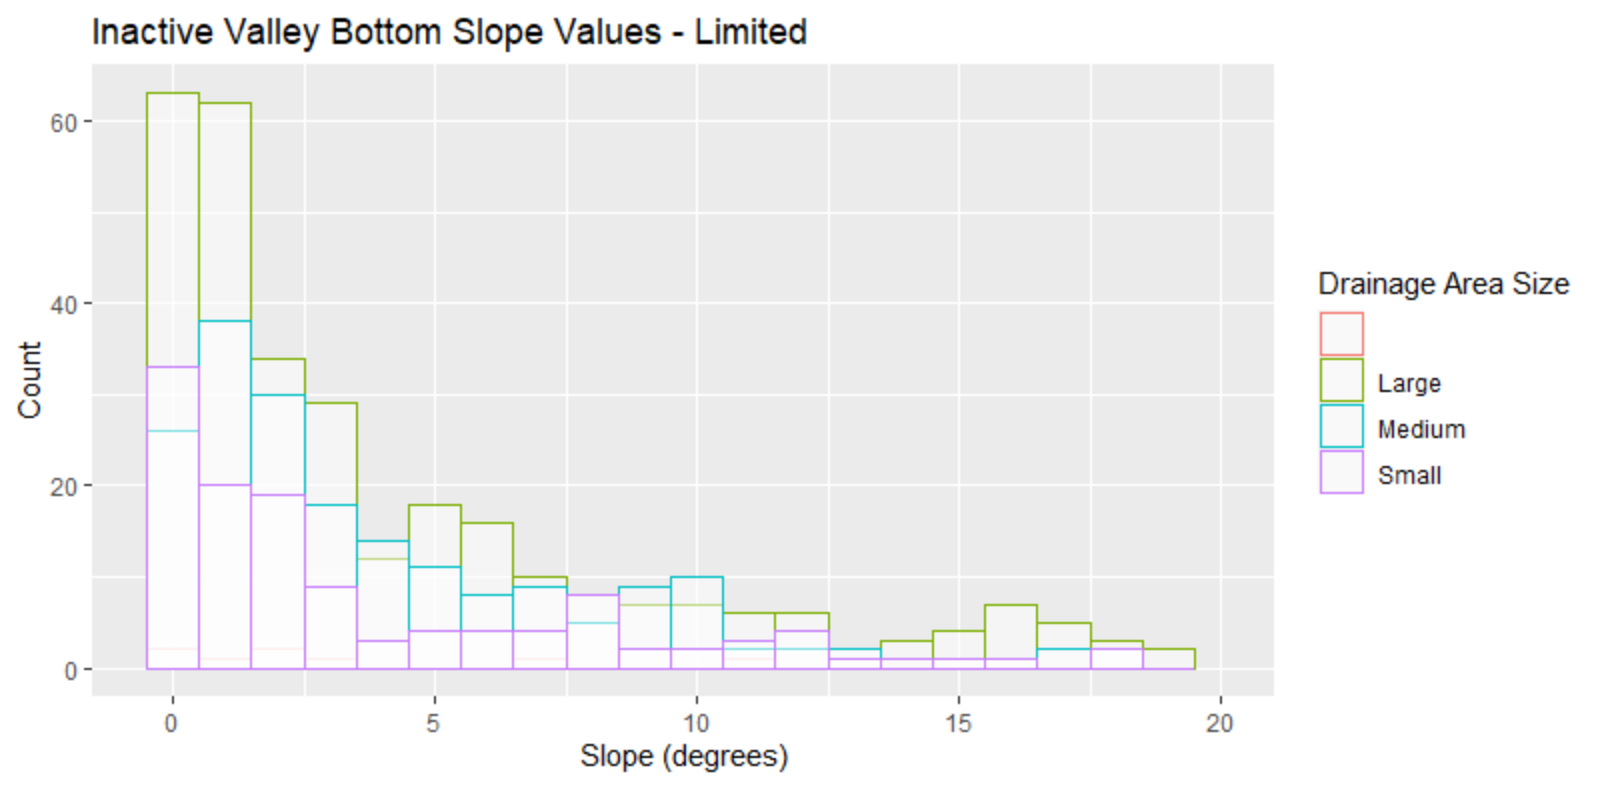 Inactive Valley Bottom Slope Values - Limited
60
40
20
0
Count
0 5 10 15 20
Slope (degrees)
Drainage Area Size
Large
Medium
Small